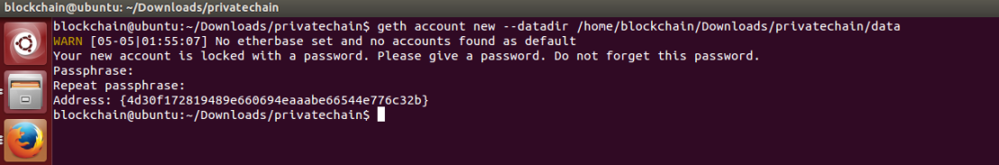 blockchain@ubuntu: ~/Downloads/privatechain
blockchain@ubuntu:~/Downloads/privatechain$ geth account new --datadir /home/blockchain/Downloads/privatechain/data
WARN [05-05|01:55:07] No etherbase set and no accounts found as default
Your new account is locked with a password. Please give a password. Do not forget this password.
Passphrase:
Repeat passphrase:
Address: {4d30f172819489e660694eaaabe66544e776c32b}
blockchain@ubuntu:~/Downloads/privatechain$